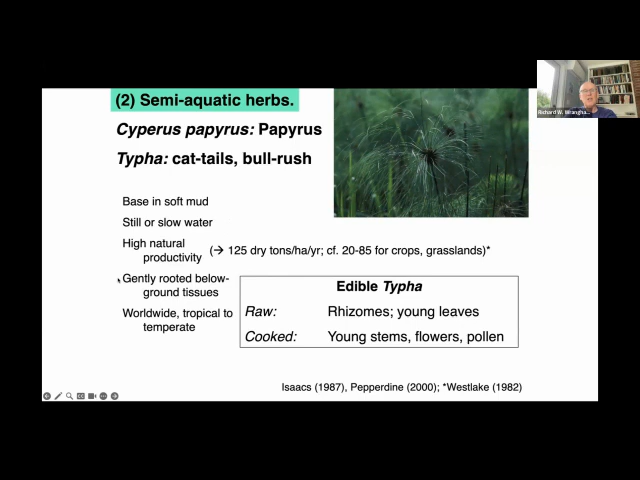 (2) Semi-aquatic herbs.
Cyperus papyrus: Papyrus
Typha: cat-tails, bull-rush
Base in soft mud
Still or slow water
High natural
productivity (→ 125 dry tons/ha/yr; cf. 20-85 for crops, grasslands)*
Gently rooted below-
ground tissues
Worldwide, tropical to
temperate
Edible Typha
Raw: Rhizomes; young leaves
Cooked: Young stems, flowers, pollen
Isaacs (1987), Pepperdine (2000); *Westlake (1982)
Richard W. Wrangha...